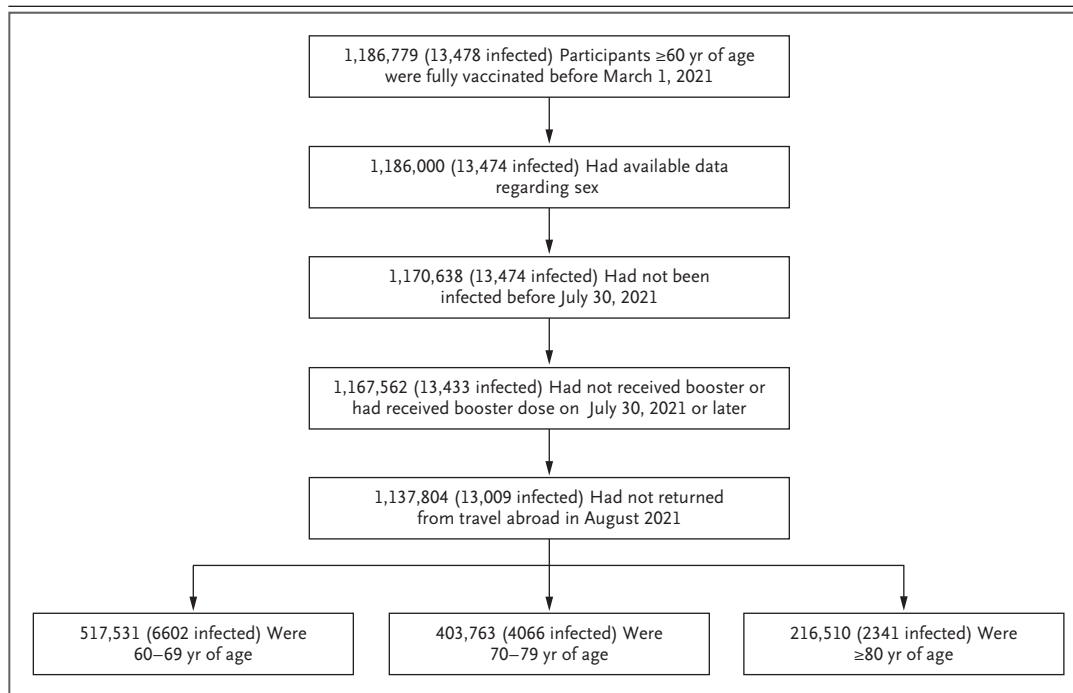 1,186,779 (13,478 infected) Participants ≥60 yr of age
were fully vaccinated before March 1, 2021
1,186,000 (13,474 infected) Had available data
regarding sex
1,170,638 (13,474 infected) Had not been
infected before July 30, 2021
1,167,562 (13,433 infected) Had not received booster or
had received booster dose on July 30, 2021 or later
1,137,804 (13,009 infected) Had not returned
from travel abroad in August 2021
517,531 (6602 infected) Were
60–69 yr of age
403,763 (4066 infected) Were
70–79 yr of age
216,510 (2341 infected) Were
≥80 yr of age